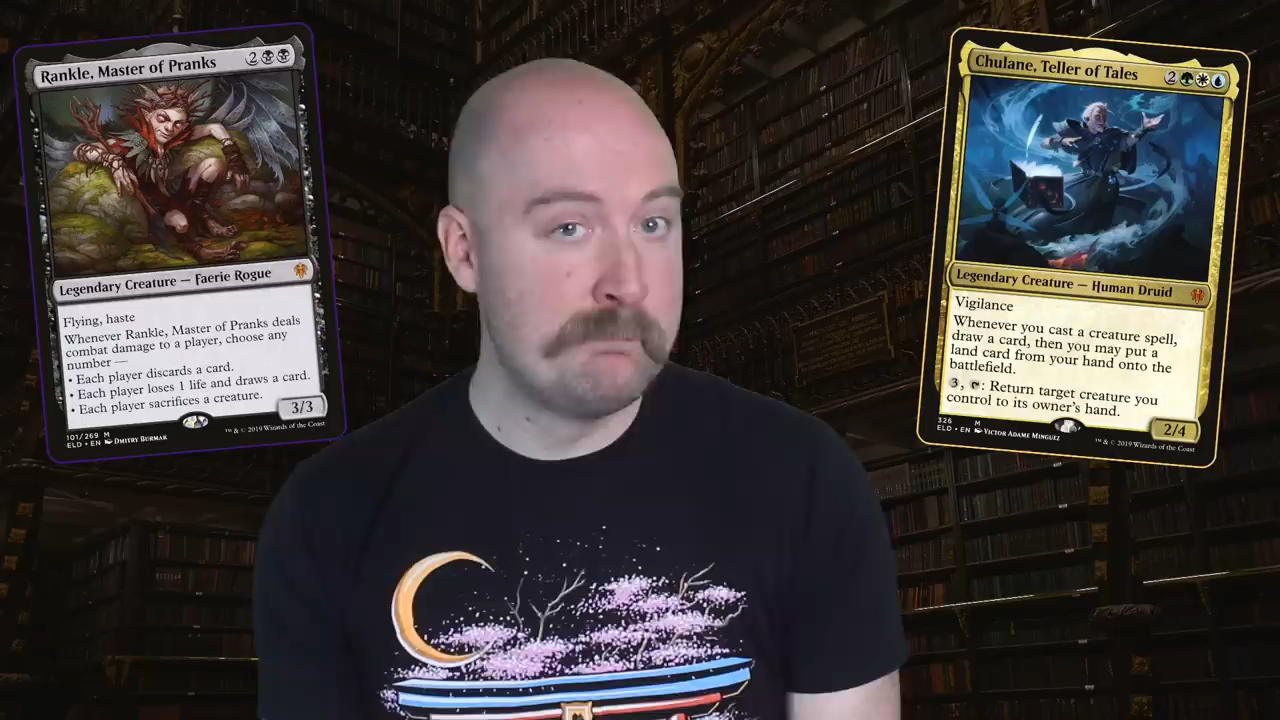 Rankle, Master of Pranks 2
Legendary Creature — Faerie Rogue
Flying, haste
Whenever Rankle, Master of Pranks deals
combat damage to a player, choose any
number —
• Each player discards a card.
• Each player loses 1 life and draws a card.
• Each player sacrifices a creature.
3/3
101/269 M
ELD • EN DMITRY BURMAK
™ & © 2019 Wizards of the Coast
Chulane, Teller of Tales 2
Legendary Creature — Human Druid
Vigilance
Whenever you cast a creature spell,
draw a card, then you may put a
land card from your hand onto the
battlefield.
3, : Return target creature you
control to its owner's hand.
2/4
326 M
ELD • EN VICTOR ADAME MINGUEZ
™ & © 2019 Wizards of the Coast